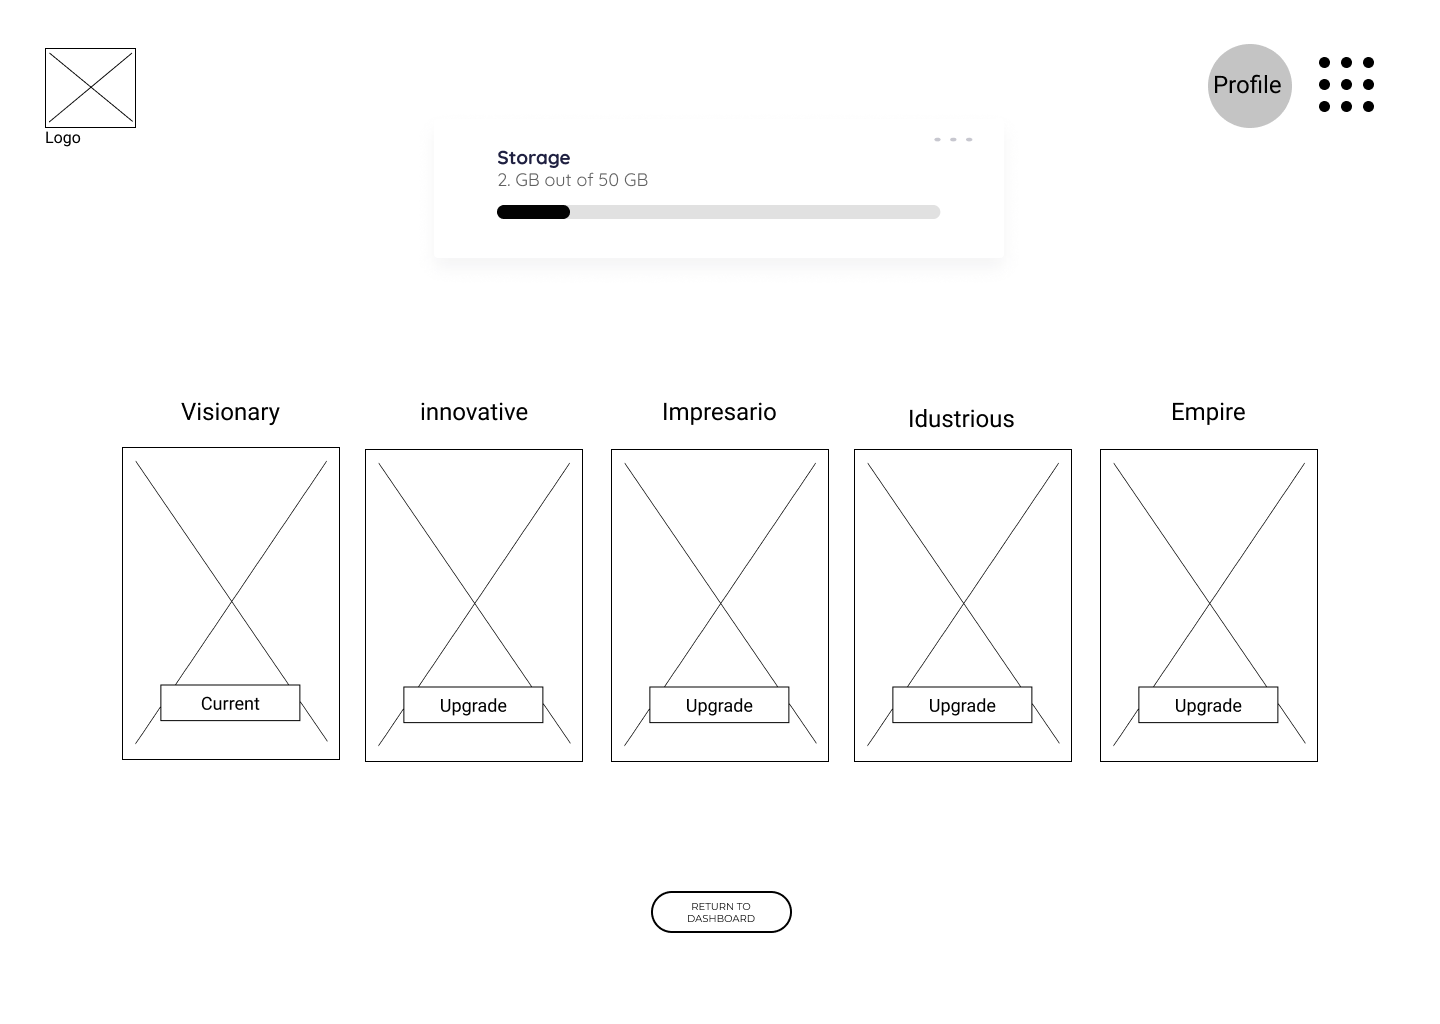 Logo
Profile
Storage
2. GB out of 50 GB
Visionary
innovative
Impresario
Idustrious
Empire
Current
Upgrade
Upgrade
Upgrade
Upgrade
RETURN TO
DASHBOARD